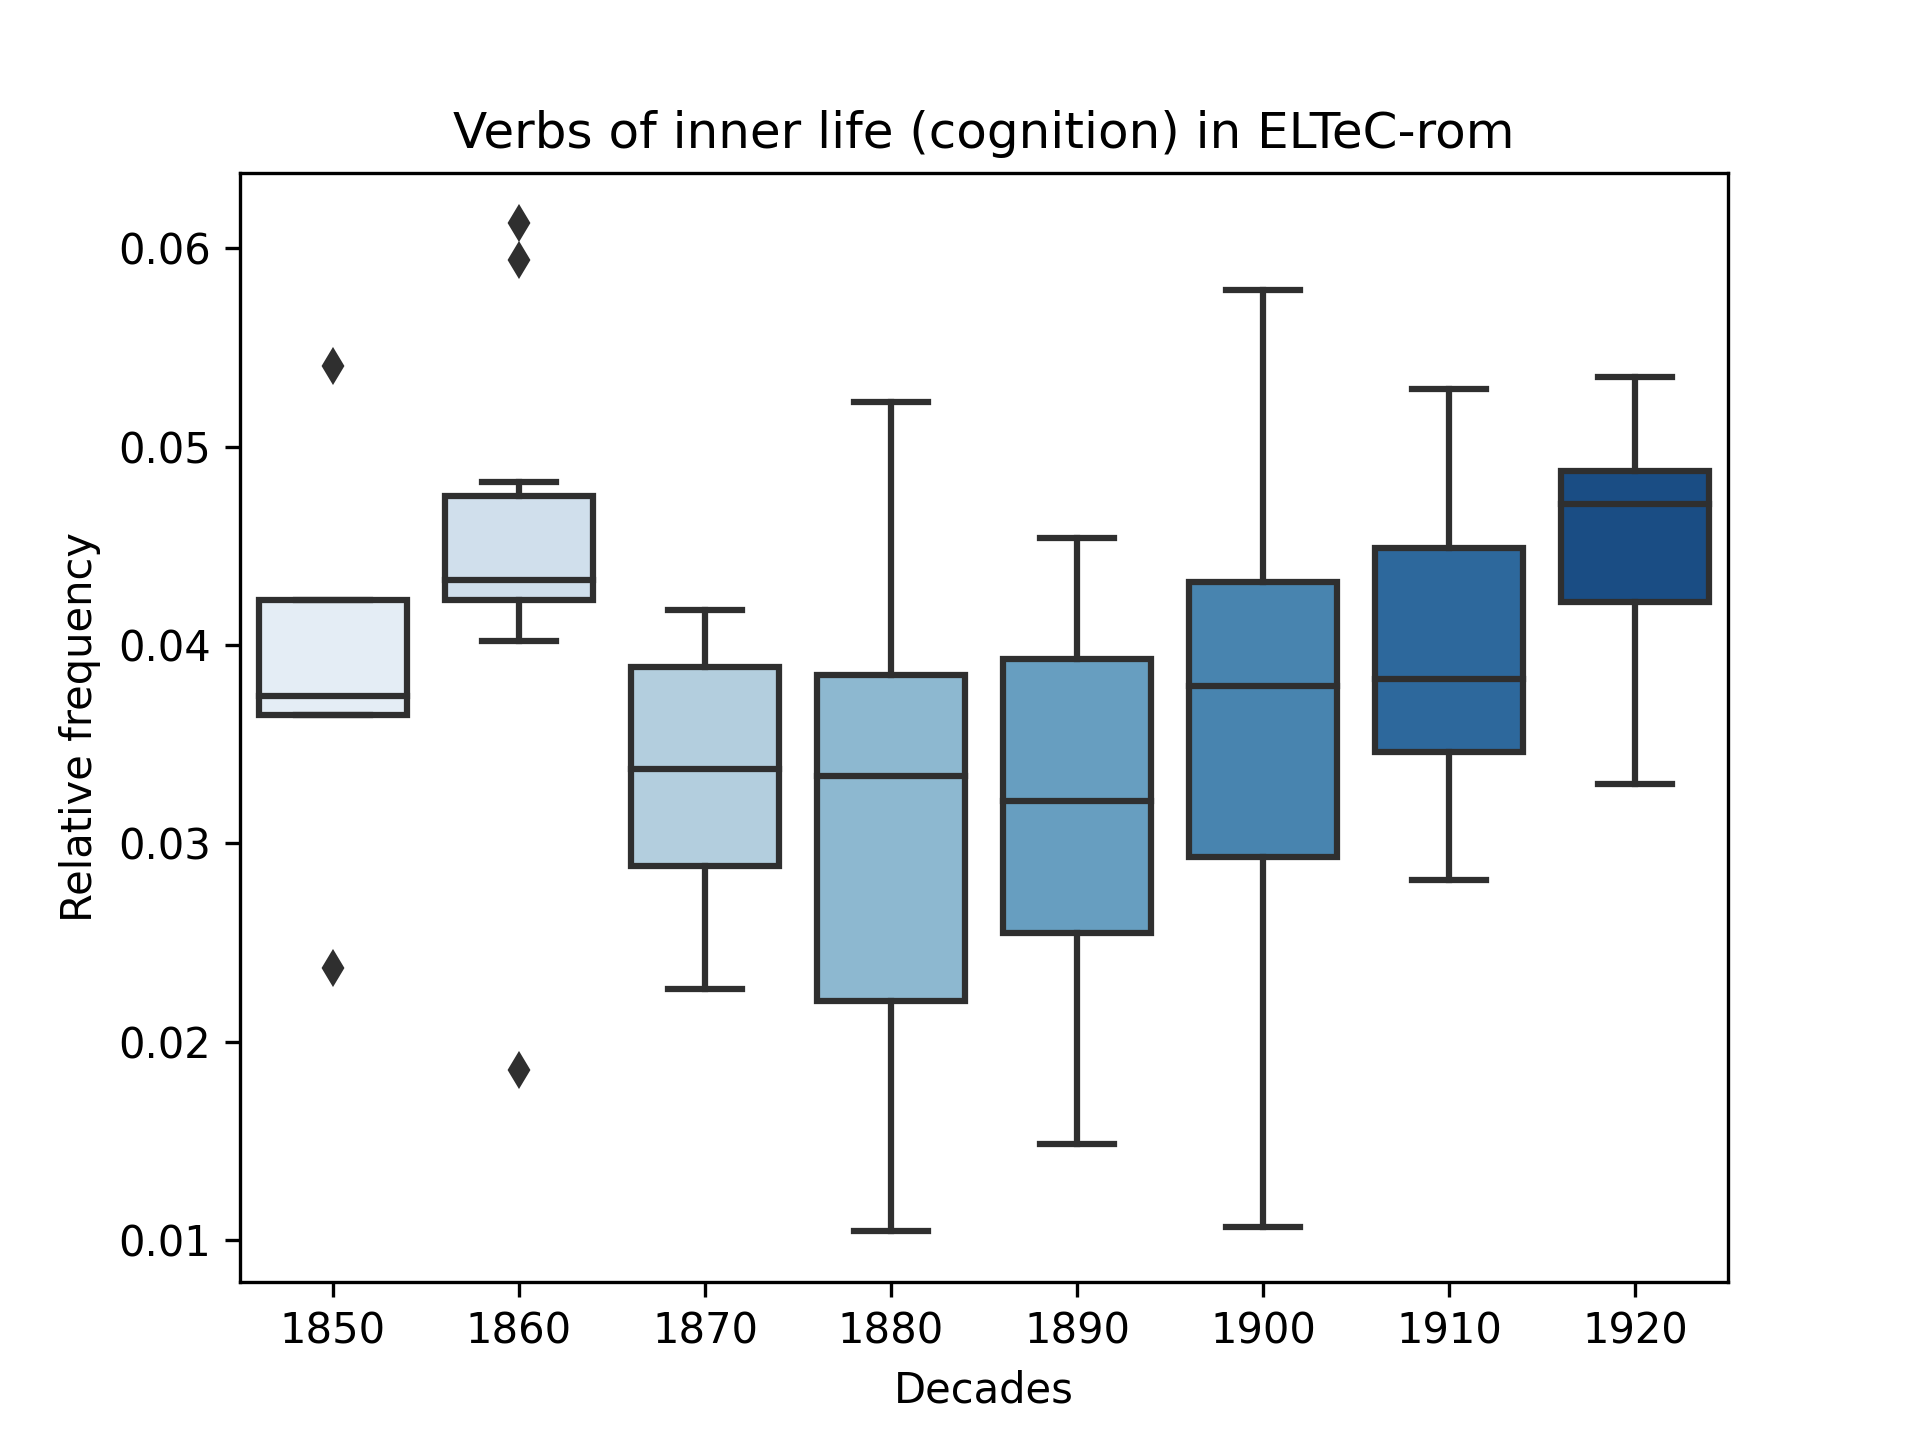 Verbs of inner life (cognition) in ELTeC-rom
Relative frequency
0.06
0.05
0.04
0.03
0.02
0.01
1850 1860 1870 1880 1890 1900 1910 1920
Decades